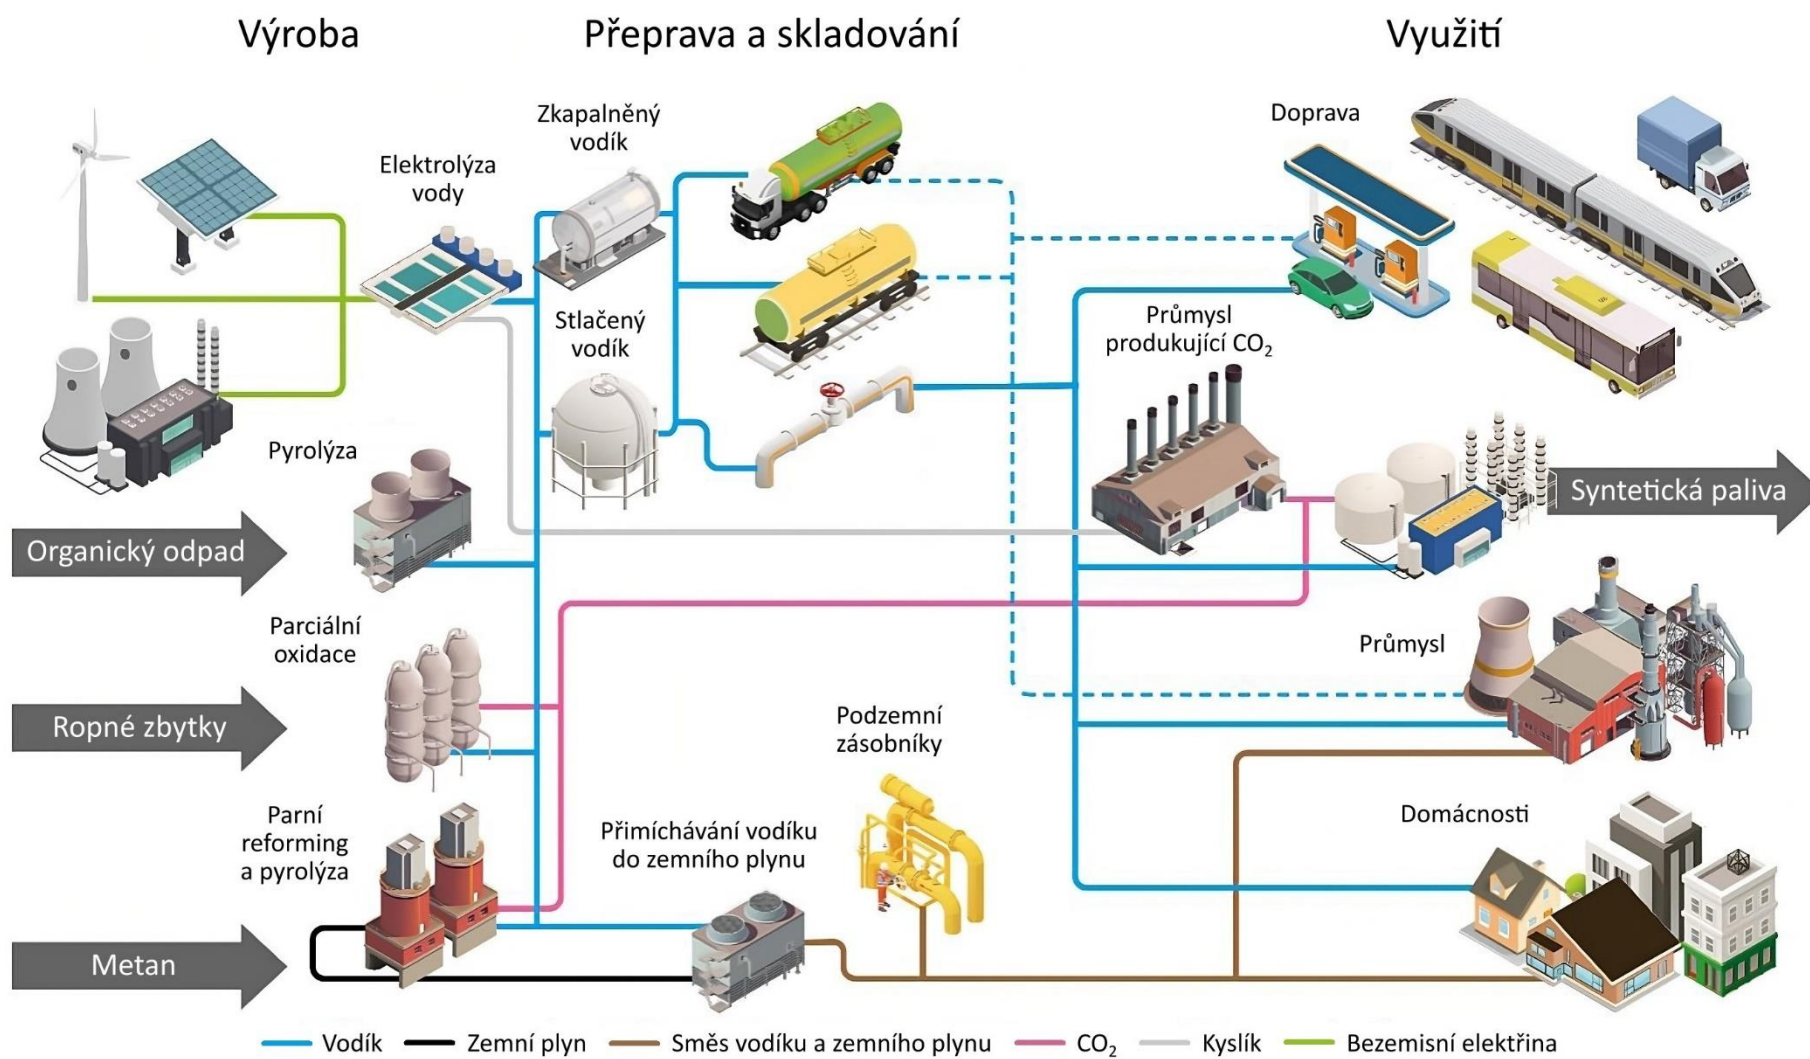 Výroba
Přeprava a skladování
Využití
Zkapalněný
vodík
Doprava
Elektrolýza
vody
Stlačený
vodík
Průmysl
produkující CO₂
Pyrolýza
Organický odpad
Syntetická paliva
Parciální
oxidace
Průmysl
Ropné zbytky
Podzemní
zásobníky
Parní
reforming
a pyrolýza
Přimíchávání vodíku
do zemního plynu
Domácnosti
Metan
Vodík
Zemní plyn
Směs vodíku a zemního plynu
CO₂
Kyslík
Bezemisní elektřina